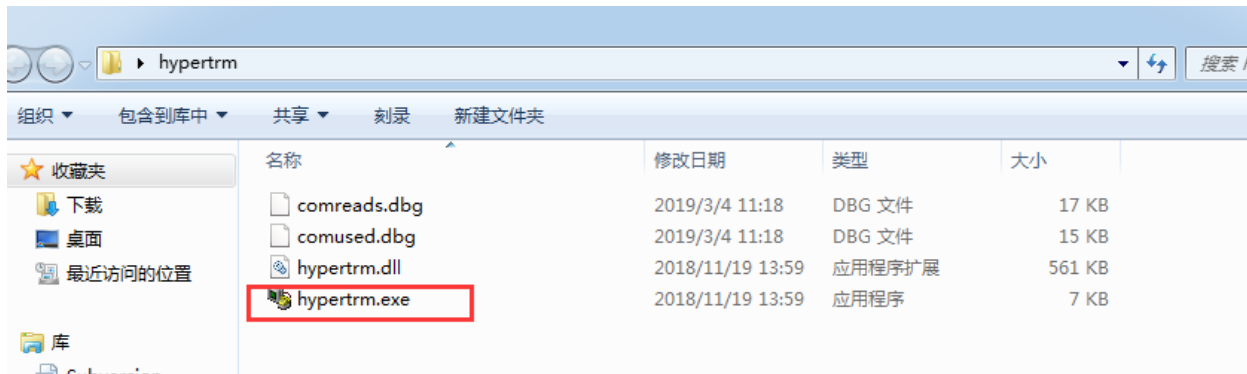 hypertrm
搜索
组织 包含到库中 共享 刻录 新建文件夹
收藏夹
下载
桌面
最近访问的位置
库
Subversion
名称 修改日期 类型 大小
comreads.dbg 2019/3/4 11:18 DBG 文件 17 KB
comused.dbg 2019/3/4 11:18 DBG 文件 15 KB
hypertrm.dll 2018/11/19 13:59 应用程序扩展 561 KB
hypertrm.exe 2018/11/19 13:59 应用程序 7 KB